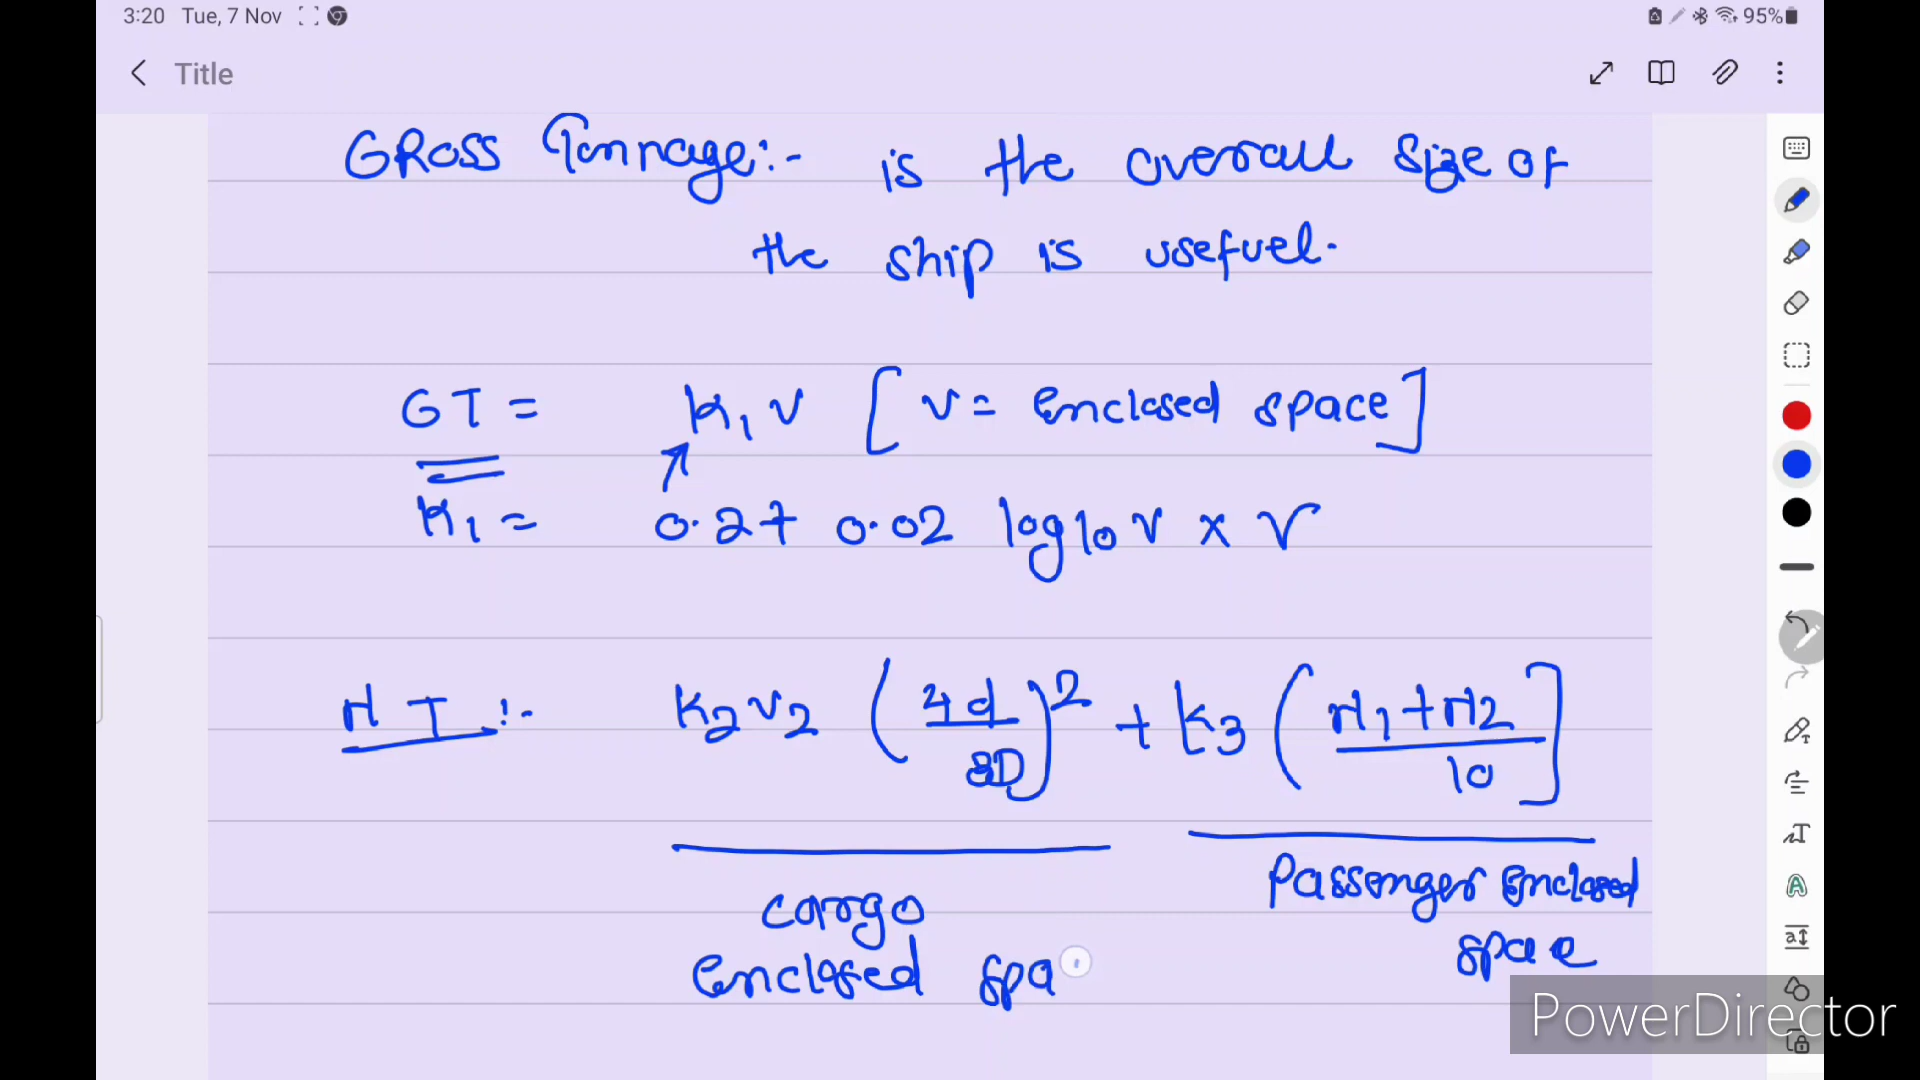 3:20 Tue, 7 Nov 95%
Title
GROSS Tonnage:- is the overall size of
the ship is usefuel.
GT = K₁ V [V = Enclosed space]
K₁ = 0.2+ 0.02 log10 V x V
NT :- K2V2 (4d/3D)² + K3 (N1+N2/10]
cargo Passenger Enclosed
enclosed spa space
PowerDirector